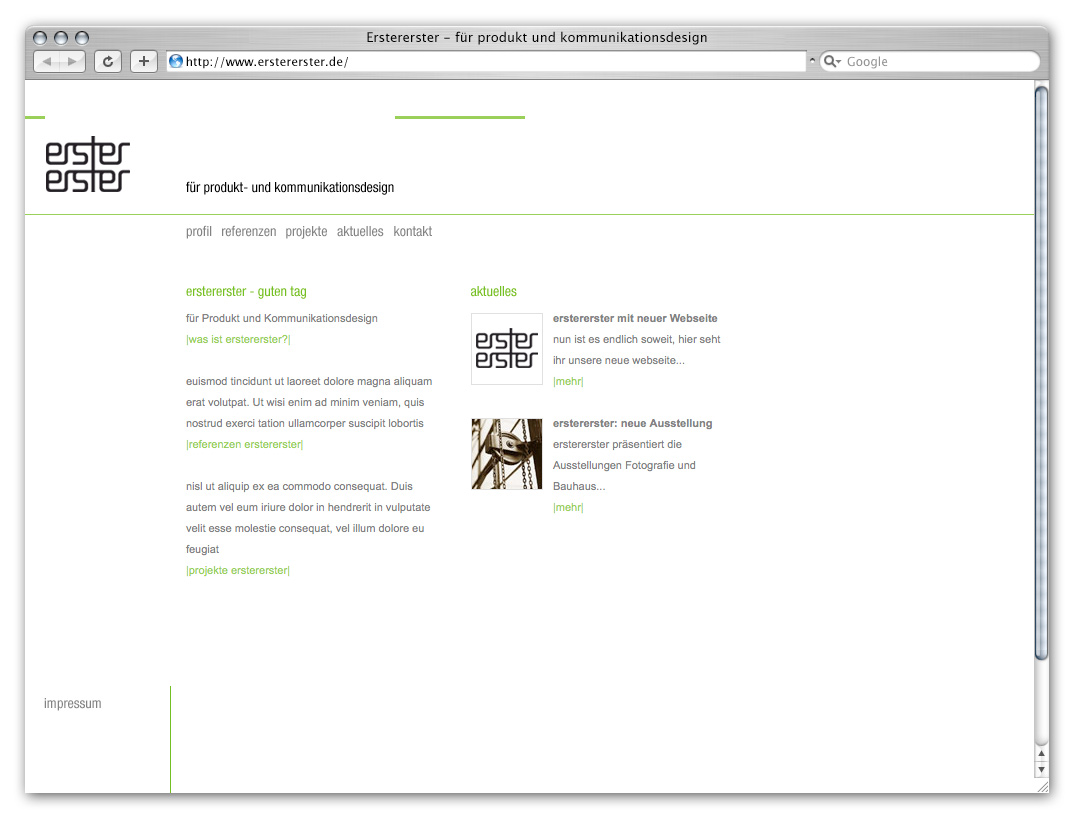 Erstererster – für produkt und kommunikationsdesign
http://www.erstererster.de/
Google
erster
erster
für produkt- und kommunikationsdesign
profil referenzen projekte aktuelles kontakt
erstererster - guten tag
für Produkt und Kommunikationsdesign
|was ist erstererster?|
euismod tincidunt ut laoreet dolore magna aliquam
erat volutpat. Ut wisi enim ad minim veniam, quis
nostrud exerci tation ullamcorper suscipit lobortis
|referenzen erstererster|
nisl ut aliquip ex ea commodo consequat. Duis
autem vel eum iriure dolor in hendrerit in vulputate
velit esse molestie consequat, vel illum dolore eu
feugiat
|projekte erstererster|
aktuelles
erster
erster
erstererster mit neuer Webseite
nun ist es endlich soweit, hier seht
ihr unsere neue webseite...
|mehr|
erstererster: neue Ausstellung
erstererster präsentiert die
Ausstellungen Fotografie und
Bauhaus...
|mehr|
impressum